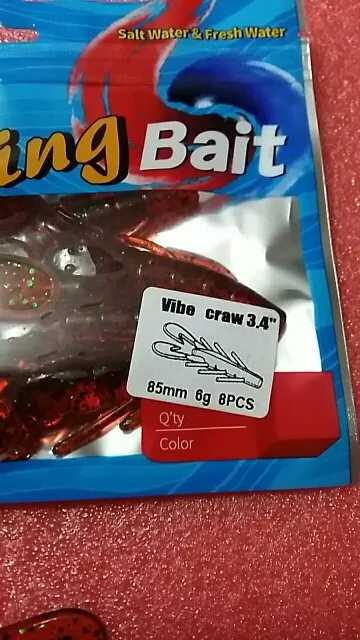 Salt Water & Fresh Water
ing Bait
Vibe craw 3.4"
85mm 6g 8PCS
Q'ty
Color